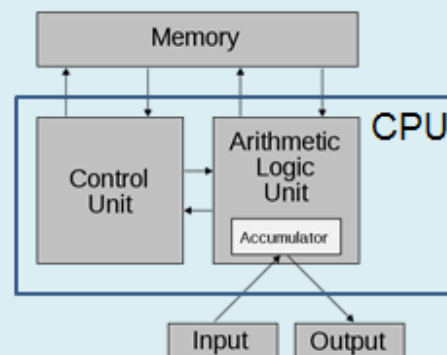 Memory
CPU
Control
Unit
Arithmetic
Logic
Unit
Accumulator
Input
Output